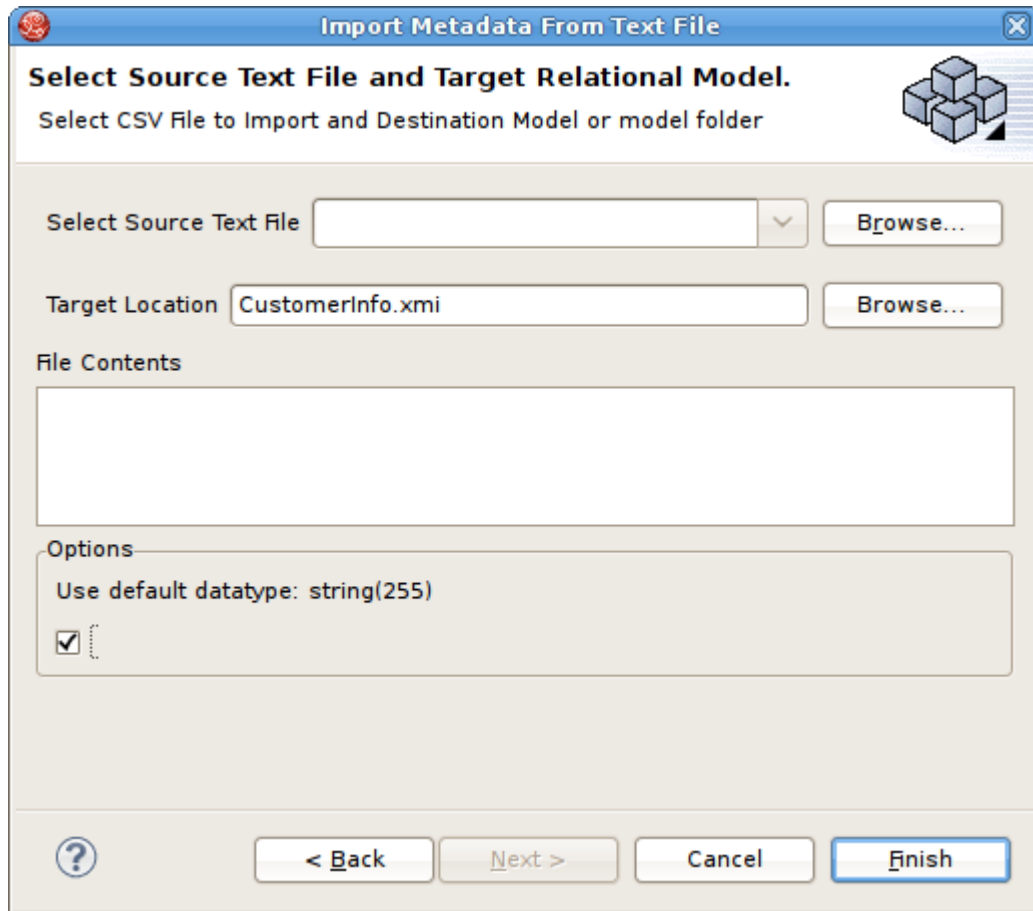 Import Metadata From Text File
Select Source Text File and Target Relational Model.
Select CSV File to Import and Destination Model or model folder
Select Source Text File
Browse...
Target Location CustomerInfo.xmi Browse...
File Contents
Options
Use default datatype: string(255)
< Back Next > Cancel Finish